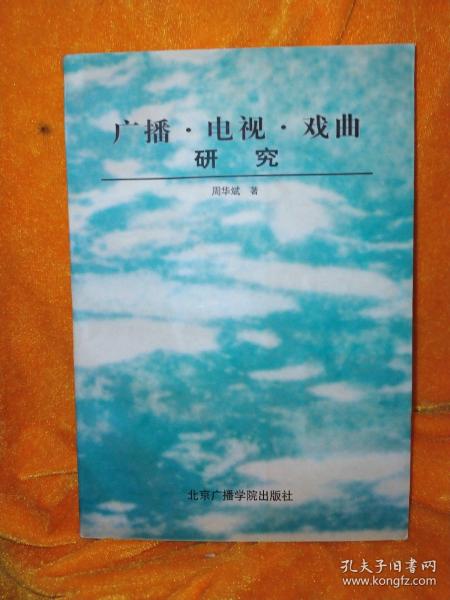 广播·电视·戏曲
研 究
周华斌 著
北京广播学院出版社
孔夫子旧书网
www.kongfz.com